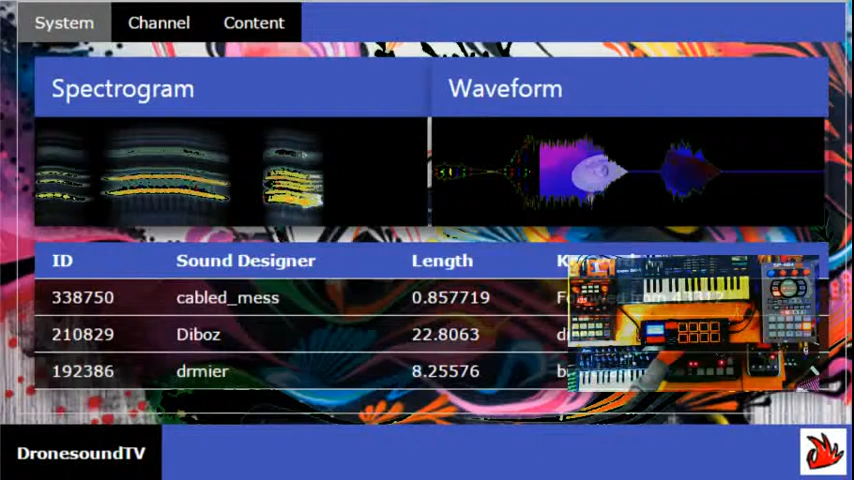 System Channel Content
Spectrogram Waveform
ID Sound Designer Length
338750 cabled_mess 0.857719
210829 Diboz 22.8063
192386 drmier 8.25576
DronesoundTV